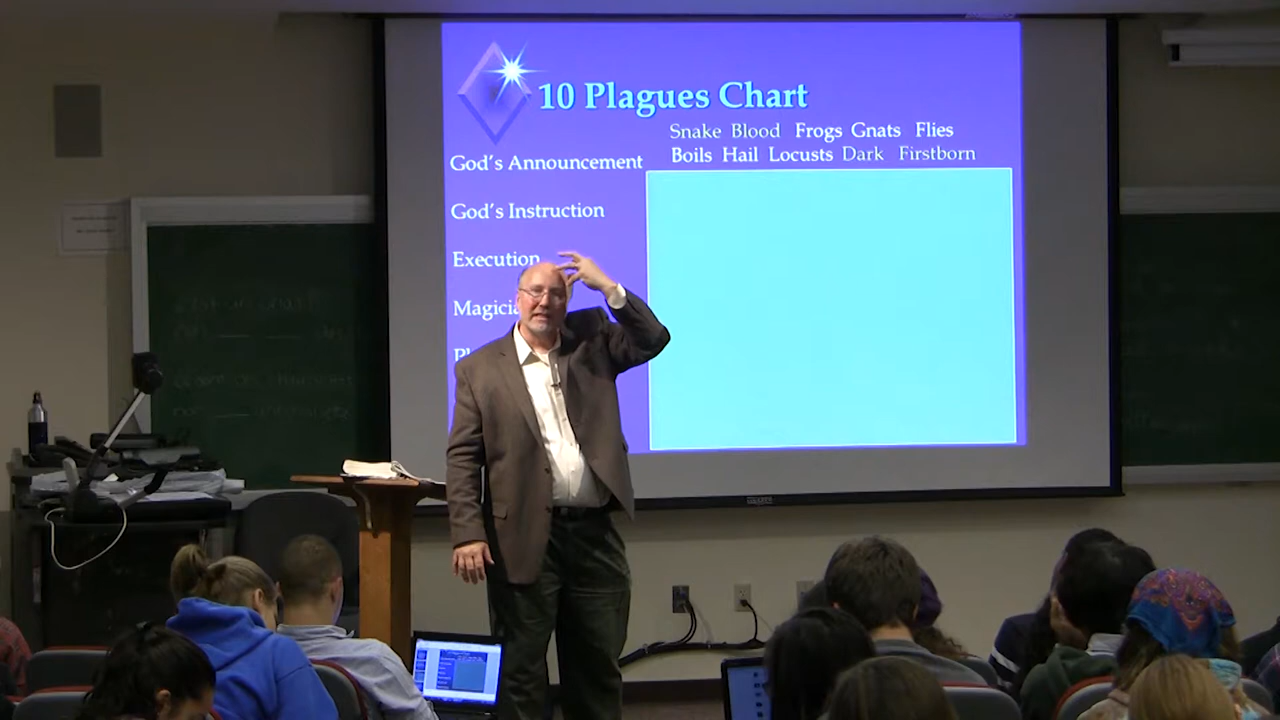 10 Plagues Chart
Snake Blood Frogs Gnats Flies
Boils Hail Locusts Dark Firstborn
God's Announcement
God's Instruction
Execution